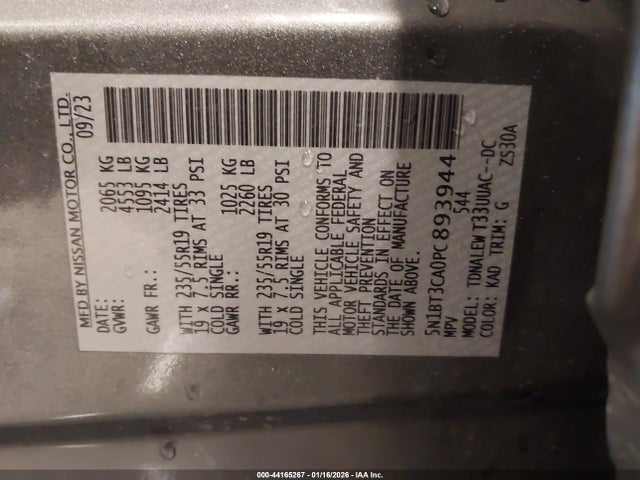 MFD BY NISSAN MOTOR CO., LTD.
DATE: 09/23
GVWR: 2065 KG
4553 LB
GAWR FR.: 1095 KG
2414 LB
WITH 235/55R19 TIRES
19 x 7.5 RIMS AT 33 PSI
COLD SINGLE
GAWR RR.: 1025 KG
2260 LB
WITH 235/55R19 TIRES
19 x 7.5 RIMS AT 30 PSI
COLD SINGLE
THIS VEHICLE CONFORMS TO
ALL APPLICABLE FEDERAL
MOTOR VEHICLE SAFETY AND
THEFT PREVENTION
STANDARDS IN EFFECT ON
THE DATE OF MANUFACTURE
SHOWN ABOVE.
5N1BT3CA0PC893944
MPV 544
MODEL: TDNALEWT33UUAC--DC
COLOR: KAD TRIM: G ZS30A
000-44165267 - 01/16/2026 - IAA Inc.